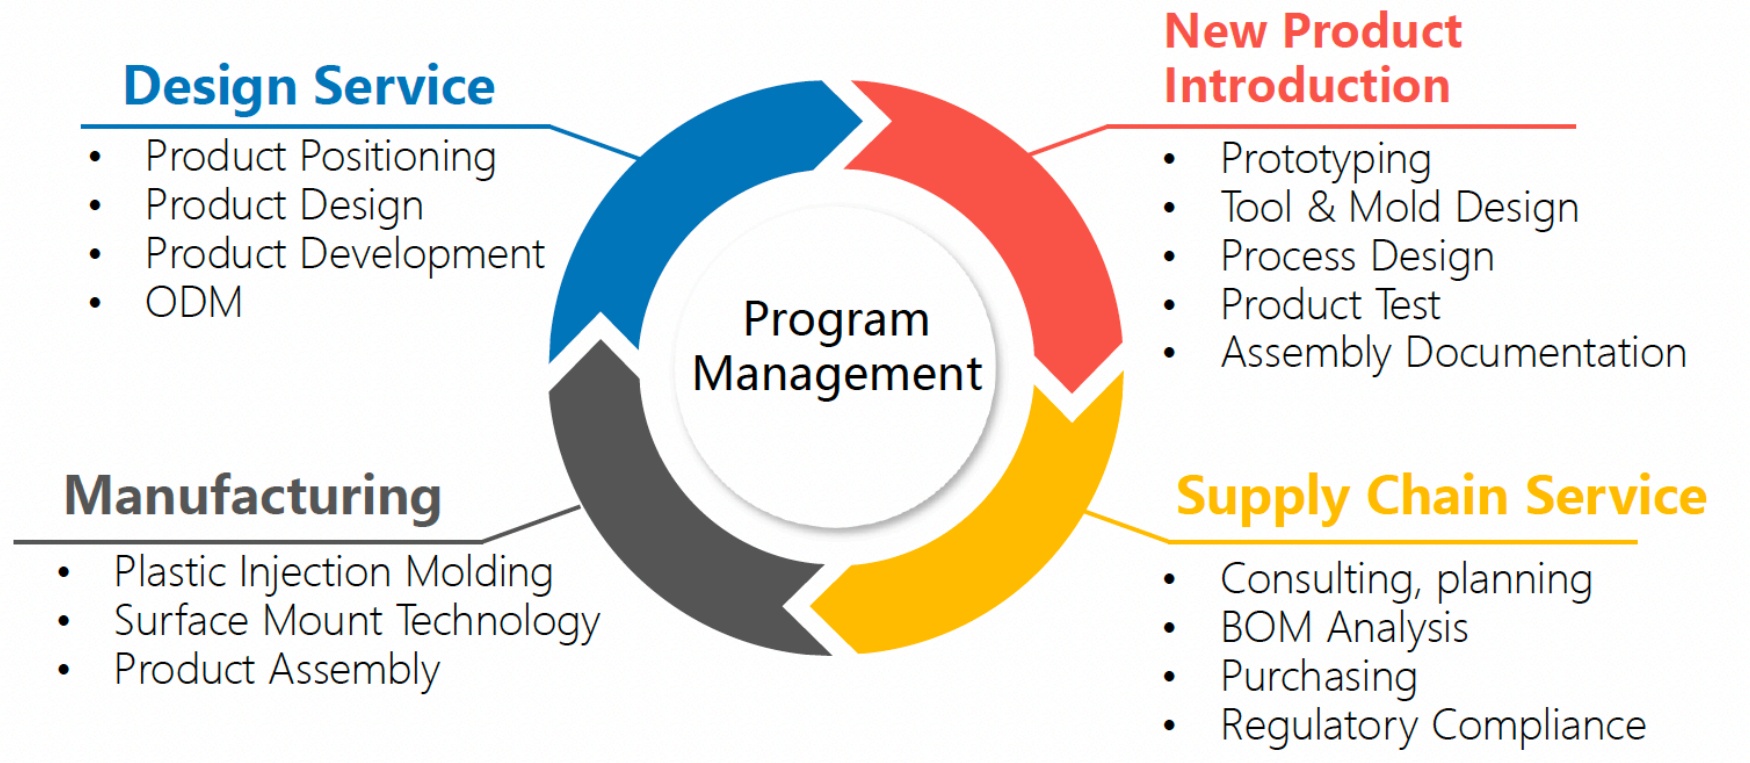 Design Service
• Product Positioning
• Product Design
• Product Development
• ODM
New Product
Introduction
• Prototyping
• Tool & Mold Design
• Process Design
• Product Test
• Assembly Documentation
Program
Management
Manufacturing
• Plastic Injection Molding
• Surface Mount Technology
• Product Assembly
Supply Chain Service
• Consulting, planning
• BOM Analysis
• Purchasing
• Regulatory Compliance